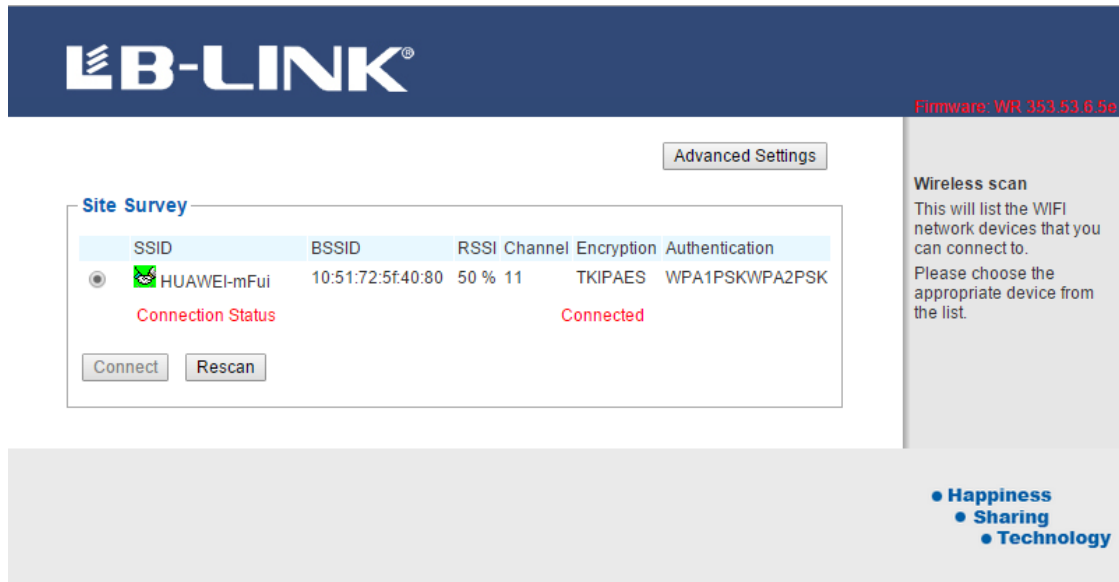 LB-LINK®
Firmware: WR 353.53.6.5e
Advanced Settings
Site Survey
SSID BSSID RSSI Channel Encryption Authentication
HUAWEI-mFui 10:51:72:5f:40:80 50 % 11 TKIPAES WPA1PSKWPA2PSK
Connection Status Connected
Connect Rescan
Wireless scan
This will list the WIFI
network devices that you
can connect to.
Please choose the
appropriate device from
the list.
Happiness
Sharing
Technology